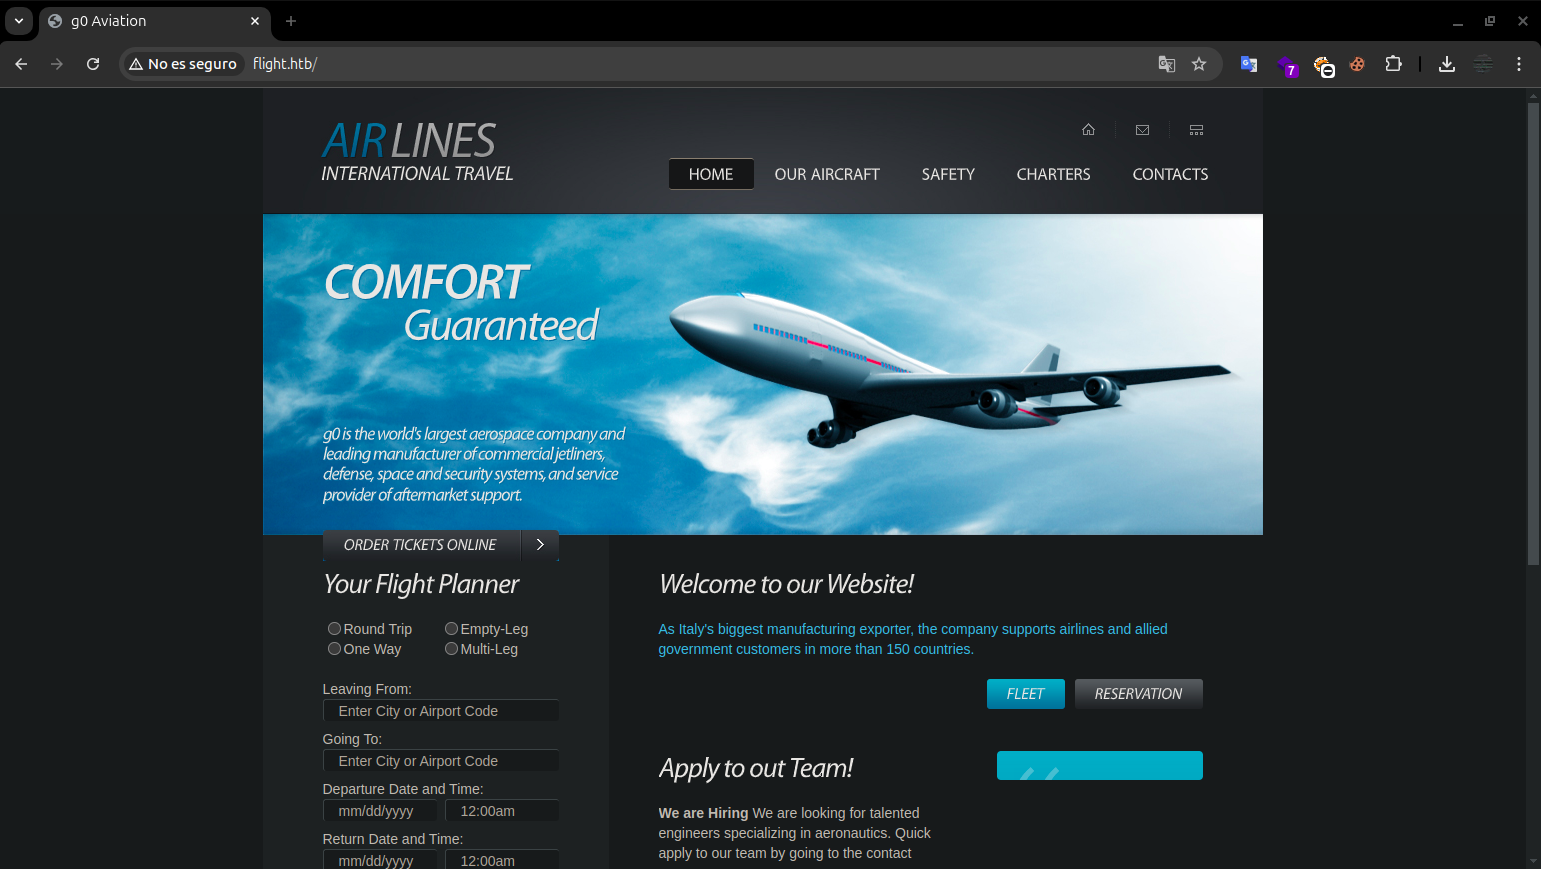 g0 Aviation
No es seguro
flight.htb/
7
AIRLINES
INTERNATIONAL TRAVEL
HOME
OUR AIRCRAFT
SAFETY
CHARTERS
CONTACTS
COMFORT
Guaranteed
g0 is the world's largest aerospace company and
leading manufacturer of commercial jetliners,
defense, space and security systems, and service
provider of aftermarket support.
ORDER TICKETS ONLINE
Your Flight Planner
Round Trip
Empty-Leg
One Way
Multi-Leg
Leaving From:
Enter City or Airport Code
Going To:
Enter City or Airport Code
Departure Date and Time:
mm/dd/yyyy
12:00am
Return Date and Time:
mm/dd/yyyy
12:00am
Welcome to our Website!
As Italy's biggest manufacturing exporter, the company supports airlines and allied
government customers in more than 150 countries.
FLEET
RESERVATION
Apply to out Team!
“
We are Hiring We are looking for talented
engineers specializing in aeronautics. Quick
apply to our team by going to the contact